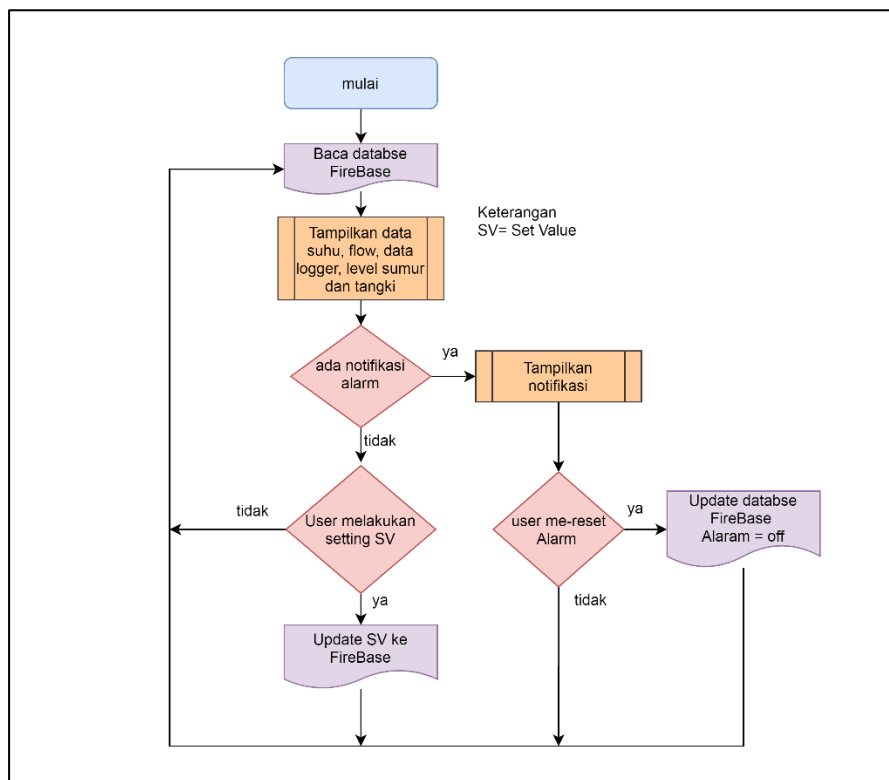 mulai
Baca databse
FireBase
Tampilkan data
suhu, flow, data
logger, level sumur
dan tangki
Keterangan
SV= Set Value
ada notifikasi
alarm
ya
Tampilkan
notifikasi
tidak
User melakukan
setting SV
tidak
user me-reset
Alarm
ya
Update databse
FireBase
Alaram = off
ya
tidak
Update SV ke
FireBase